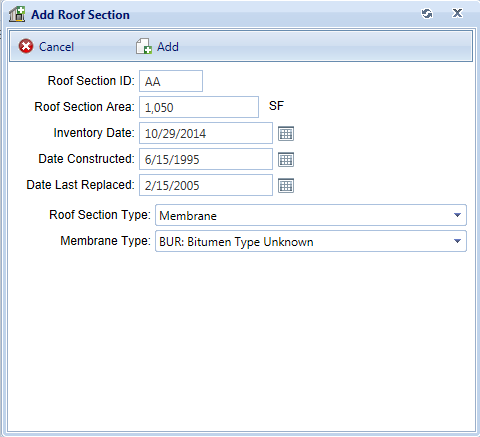 Add Roof Section
Cancel Add
Roof Section ID: AA
Roof Section Area: 1,050 SF
Inventory Date: 10/29/2014
Date Constructed: 6/15/1995
Date Last Replaced: 2/15/2005
Roof Section Type: Membrane
Membrane Type: BUR: Bitumen Type Unknown